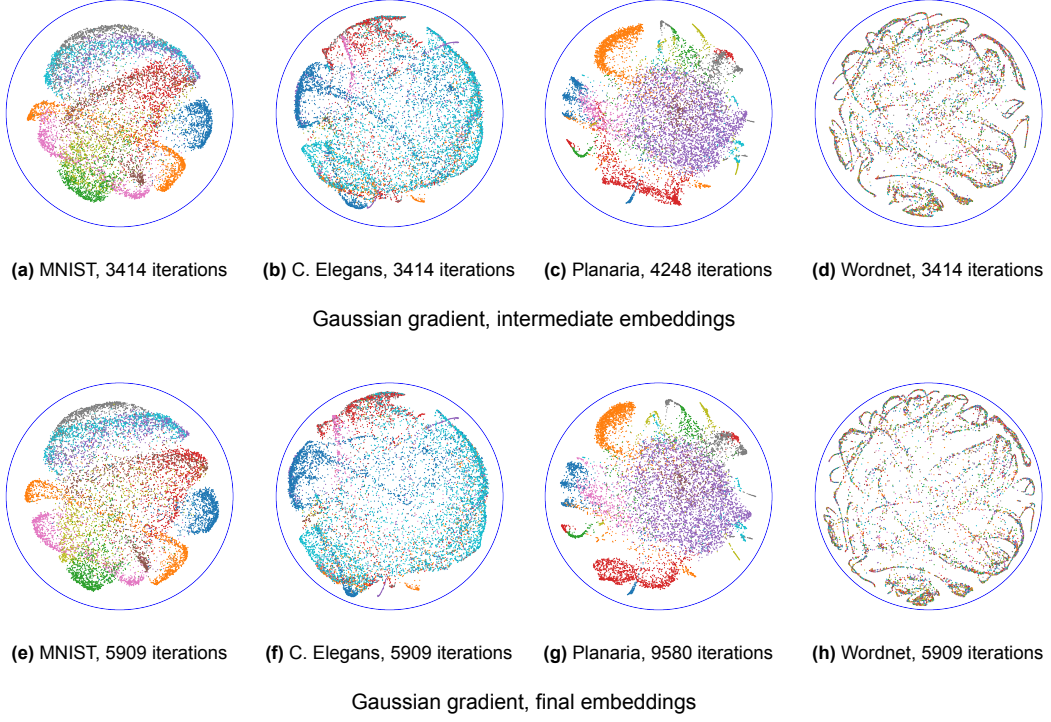 (a) MNIST, 3414 iterations
(b) C. Elegans, 3414 iterations
(c) Planaria, 4248 iterations
(d) Wordnet, 3414 iterations
Gaussian gradient, intermediate embeddings
(e) MNIST, 5909 iterations
(f) C. Elegans, 5909 iterations
(g) Planaria, 9580 iterations
(h) Wordnet, 5909 iterations
Gaussian gradient, final embeddings